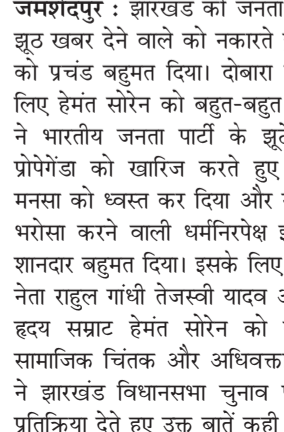 जमशेदपुर : झारखंड की जनता
झूठ खबर देने वाले को नकारते
को प्रचंड बहुमत दिया। दोबारा
लिए हेमंत सोरेन को बहुत-बहुत
ने भारतीय जनता पार्टी के
प्रोपेगेंडा को खारिज करते हुए
मनसा को ध्वस्त कर दिया और
भरोसा करने वाली धर्मनिरपेक्ष
शानदार बहुमत दिया। इसके लिए
नेता राहुल गांधी तेजस्वी यादव
हृदय सम्राट हेमंत सोरेन को
सामाजिक चिंतक और अधिवक्ता
ने झारखंड विधानसभा चुनाव
प्रतिक्रिया देते हुए उक्त बातें कही